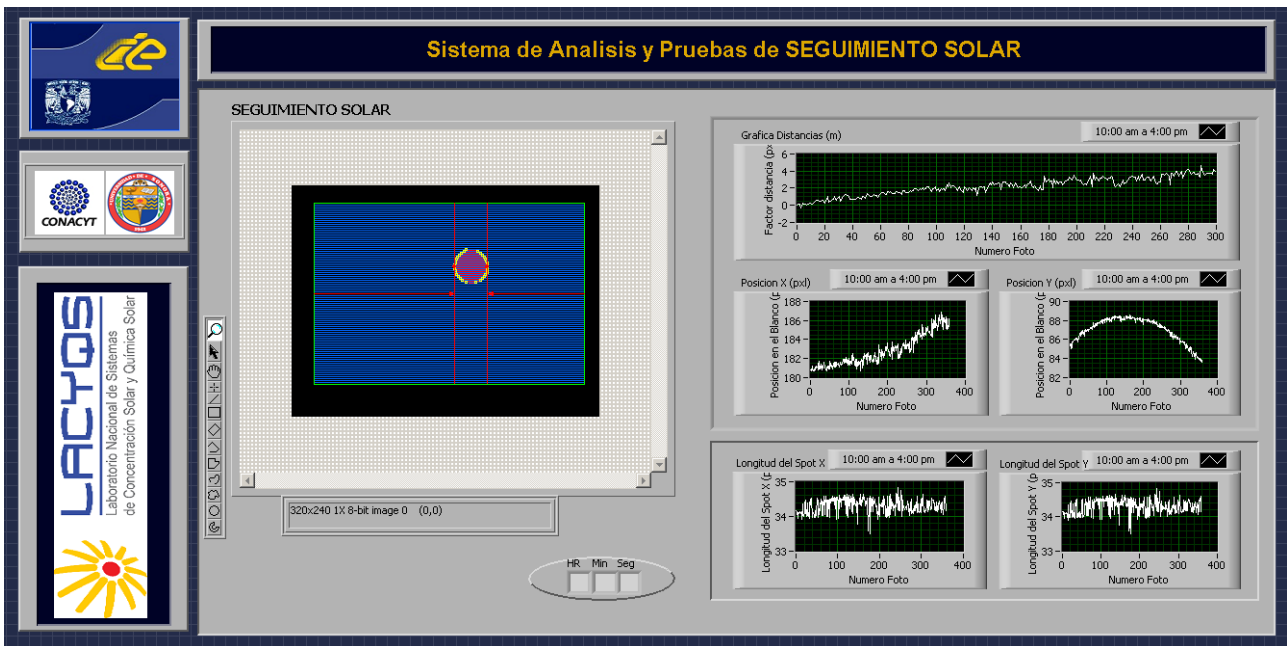 Sistema de Analisis y Pruebas de SEGUIMIENTO SOLAR
SEGUIMIENTO SOLAR
CONACYT
LACYQS
Laboratorio Nacional de Sistemas
de Concentración Solar y Química Solar
320x240 1X 8-bit image 0 (0,0)
HR Min Seg
Grafica Distancias (m)
10:00 am a 4:00 pm
Factor distancia (px
6
4
2
0
-2
0 20 40 60 80 100 120 140 160 180 200 220 240 260 280 300
Numero Foto
Posicion X (pxl)
10:00 am a 4:00 pm
Posicion en el Blanco (p
188
186
184
182
180
0 100 200 300 400
Numero Foto
Posicion Y (pxl)
10:00 am a 4:00 pm
Posicion en el Blanco (p
90
88
86
84
82
0 100 200 300 400
Numero Foto
Longitud del Spot X
10:00 am a 4:00 pm
Longitud del Spot X (p
35
34
33
0 100 200 300 400
Numero Foto
Longitud del Spot Y
10:00 am a 4:00 pm
Longitud del Spot Y (p
35
34
33
0 100 200 300 400
Numero Foto